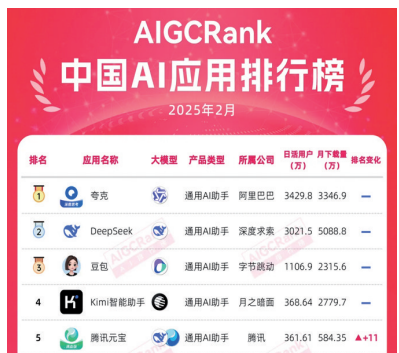 AIGCRank
中国AI应用排行榜
2025年2月
排名 应用名称 大模型 产品类型 所属公司 日活用户(万) 月下载量(万) 排名变化
1 夸克 通用AI助手 阿里巴巴 3429.8 3346.9 —
2 DeepSeek 通用AI助手 深度求索 3021.5 5088.8 —
3 豆包 通用AI助手 字节跳动 1106.9 2315.6 —
4 Kimi智能助手 通用AI助手 月之暗面 368.64 2779.7 —
5 腾讯元宝 通用AI助手 腾讯 361.61 584.35 ▲+11